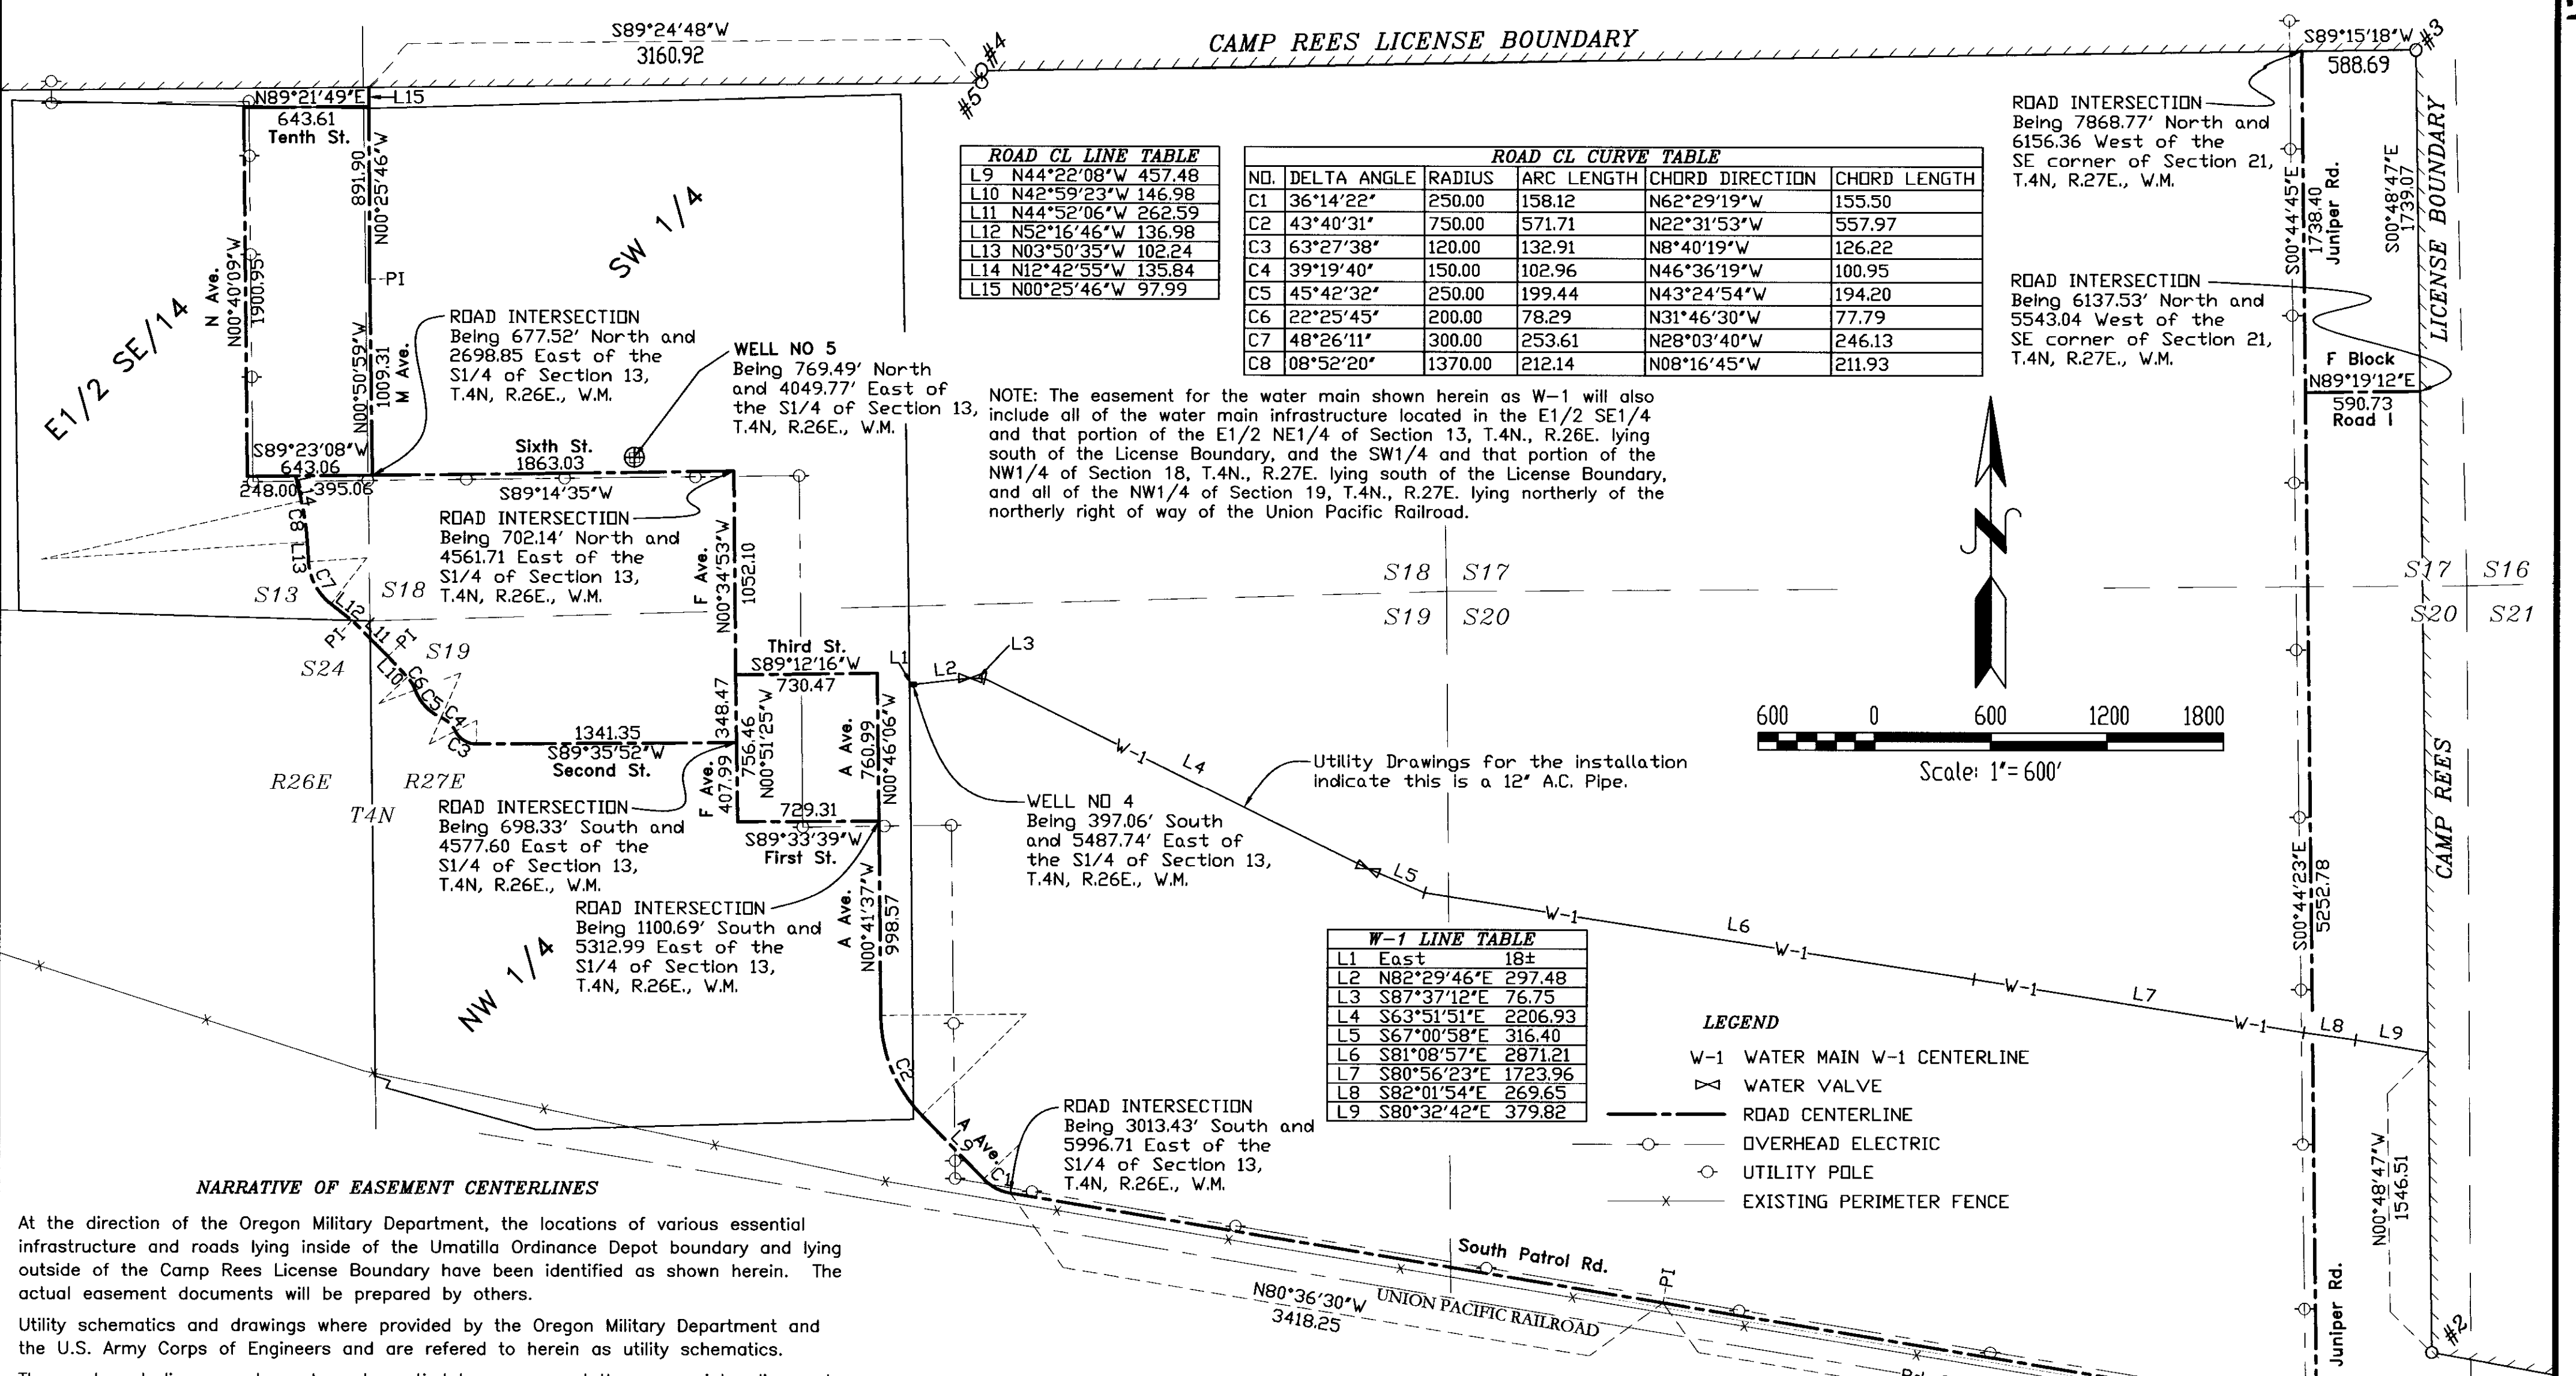 S89°24'48"W
3160.92
#4
#5
CAMP REES LICENSE BOUNDARY
S89°15'18"W
588.69
#3
N89°21'49"E
L15
643.61
Tenth St.
891.90
N00°25'46"W
PI
N Ave.
N00°40'09"W
1900.95
N00°50'59"W
1009.31
M Ave.
E1/2 SE/14
SW 1/4
ROAD CL LINE TABLE
L9 N44°22'08"W 457.48
L10 N42°59'23"W 146.98
L11 N44°52'06"W 262.59
L12 N52°16'46"W 136.98
L13 N03°50'35"W 102.24
L14 N12°42'55"W 135.84
L15 N00°25'46"W 97.99
ROAD CL CURVE TABLE
NO. DELTA ANGLE RADIUS ARC LENGTH CHORD DIRECTION CHORD LENGTH
C1 36°14'22" 250.00 158.12 N62°29'19"W 155.50
C2 43°40'31" 750.00 571.71 N22°31'53"W 557.97
C3 63°27'38" 120.00 132.91 N8°40'19"W 126.22
C4 39°19'40" 150.00 102.96 N46°36'19"W 100.95
C5 45°42'32" 250.00 199.44 N43°24'54"W 194.20
C6 22°25'45" 200.00 78.29 N31°46'30"W 77.79
C7 48°26'11" 300.00 253.61 N28°03'40"W 246.13
C8 08°52'20" 1370.00 212.14 N08°16'45"W 211.93
ROAD INTERSECTION
Being 7868.77' North and
6156.36 West of the
SE corner of Section 21,
T.4N, R.27E., W.M.
S00°44'45"E
1738.40
Juniper Rd.
S00°48'47"E
1739.07
LICENSE BOUNDARY
ROAD INTERSECTION
Being 6137.53' North and
5543.04 West of the
SE corner of Section 21,
T.4N, R.27E., W.M.
F Block
N89°19'12"E
590.73
Road 1
ROAD INTERSECTION
Being 677.52' North and
2698.85 East of the
S1/4 of Section 13,
T.4N, R.26E., W.M.
WELL NO 5
Being 769.49' North
and 4049.77' East of
the S1/4 of Section 13,
T.4N, R.26E., W.M.
NOTE: The easement for the water main shown herein as W-1 will also
include all of the water main infrastructure located in the E1/2 SE1/4
and that portion of the E1/2 NE1/4 of Section 13, T.4N., R.26E. lying
south of the License Boundary, and the SW1/4 and that portion of the
NW1/4 of Section 18, T.4N., R.27E. lying south of the License Boundary,
and all of the NW1/4 of Section 19, T.4N., R.27E. lying northerly of the
northerly right of way of the Union Pacific Railroad.
S89°23'08"W
643.06
248.00
395.06
Sixth St.
1863.03
S89°14'35"W
L14
C8
L13
C7
L12
PI
L11
PI
L10
C6
C5
C4
C3
ROAD INTERSECTION
Being 702.14' North and
4561.71 East of the
S1/4 of Section 13,
T.4N, R.26E., W.M.
F Ave.
N00°34'53"W
1052.10
N
S13
S18
S24
S19
S18 S17
S19 S20
S17 S16
S20 S21
Third St.
S89°12'16"W
730.47
L1
L2
L3
348.47
756.46
N00°51'25"W
407.99
F Ave.
A Ave.
760.99
N00°46'06"W
1341.35
S89°35'52"W
Second St.
R26E
R27E
T4N
729.31
S89°33'39"W
First St.
ROAD INTERSECTION
Being 698.33' South and
4577.60 East of the
S1/4 of Section 13,
T.4N, R.26E., W.M.
WELL NO 4
Being 397.06' South
and 5487.74' East of
the S1/4 of Section 13,
T.4N, R.26E., W.M.
W-1
L4
Utility Drawings for the installation
indicate this is a 12" A.C. Pipe.
600 0 600 1200 1800
Scale: 1"=600'
L5
W-1
L6
W-1
W-1
L7
W-1
L8
L9
S00°44'23"E
5252.78
CAMP REES
ROAD INTERSECTION
Being 1100.69' South and
5312.99 East of the
S1/4 of Section 13,
T.4N, R.26E., W.M.
A Ave.
N00°41'37"W
998.57
NW 1/4
C2
W-1 LINE TABLE
L1 East 18±
L2 N82°29'46"E 297.48
L3 S87°37'12"E 76.75
L4 S63°51'51"E 2206.93
L5 S67°00'58"E 316.40
L6 S81°08'57"E 2871.21
L7 S80°56'23"E 1723.96
L8 S82°01'54"E 269.65
L9 S80°32'42"E 379.82
LEGEND
W-1 WATER MAIN W-1 CENTERLINE
WATER VALVE
ROAD CENTERLINE
OVERHEAD ELECTRIC
UTILITY POLE
EXISTING PERIMETER FENCE
A Ave.
L9
C1
ROAD INTERSECTION
Being 3013.43' South and
5996.71 East of the
S1/4 of Section 13,
T.4N, R.26E., W.M.
N00°48'47"W
1546.51
Juniper Rd.
#2
South Patrol Rd.
PI
N80°36'30"W
3418.25
UNION PACIFIC RAILROAD
NARRATIVE OF EASEMENT CENTERLINES
At the direction of the Oregon Military Department, the locations of various essential
infrastructure and roads lying inside of the Umatilla Ordinance Depot boundary and lying
outside of the Camp Rees License Boundary have been identified as shown herein. The
actual easement documents will be prepared by others.
Utility schematics and drawings where provided by the Oregon Military Department and
the U.S. Army Corps of Engineers and are refered to herein as utility schematics.